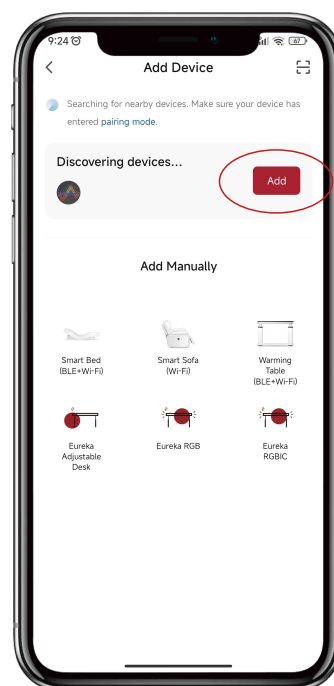 9:24
67
Add Device
Searching for nearby devices. Make sure your device has
entered pairing mode.
Discovering devices...
Add
Add Manually
Smart Bed
(BLE+Wi-Fi)
Smart Sofa
(Wi-Fi)
Warming
Table
(BLE+Wi-Fi)
Eureka
Adjustable
Desk
Eureka RGB
Eureka
RGBIC